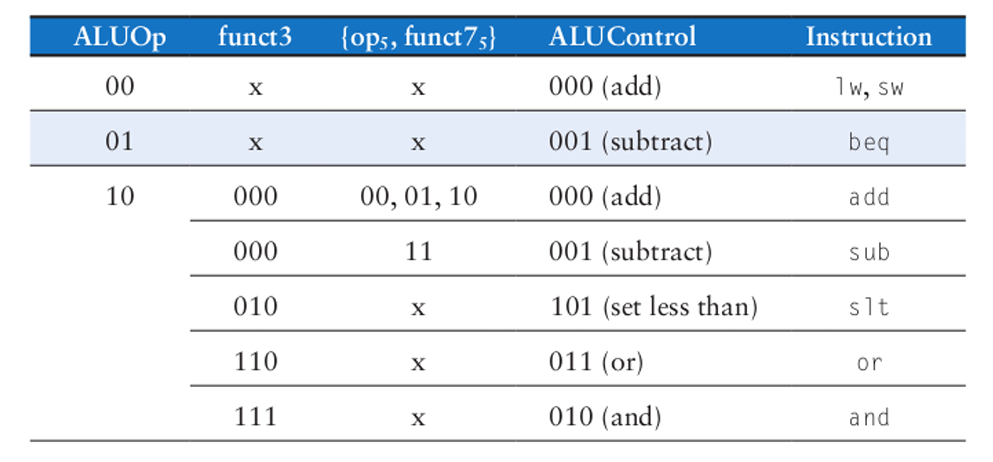 ALUOp funct3 {op₅, funct7₅} ALUControl Instruction
00 x x 000 (add) lw, sw
01 x x 001 (subtract) beq
10 000 00, 01, 10 000 (add) add
000 11 001 (subtract) sub
010 x 101 (set less than) slt
110 x 011 (or) or
111 x 010 (and) and